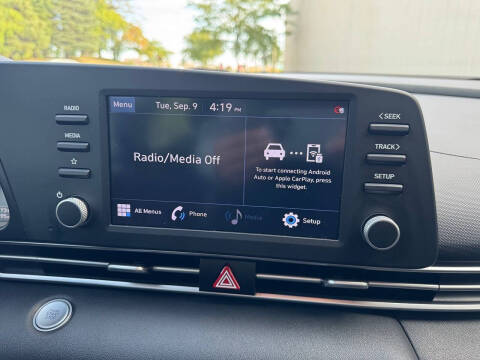 RADIO
MEDIA
Menu
Tue, Sep. 9
4:19 PM
Radio/Media Off
To start connecting Android
Auto or Apple CarPlay, press
this widget.
All Menus
Phone
Media
Setup
< SEEK
TRACK >
SETUP